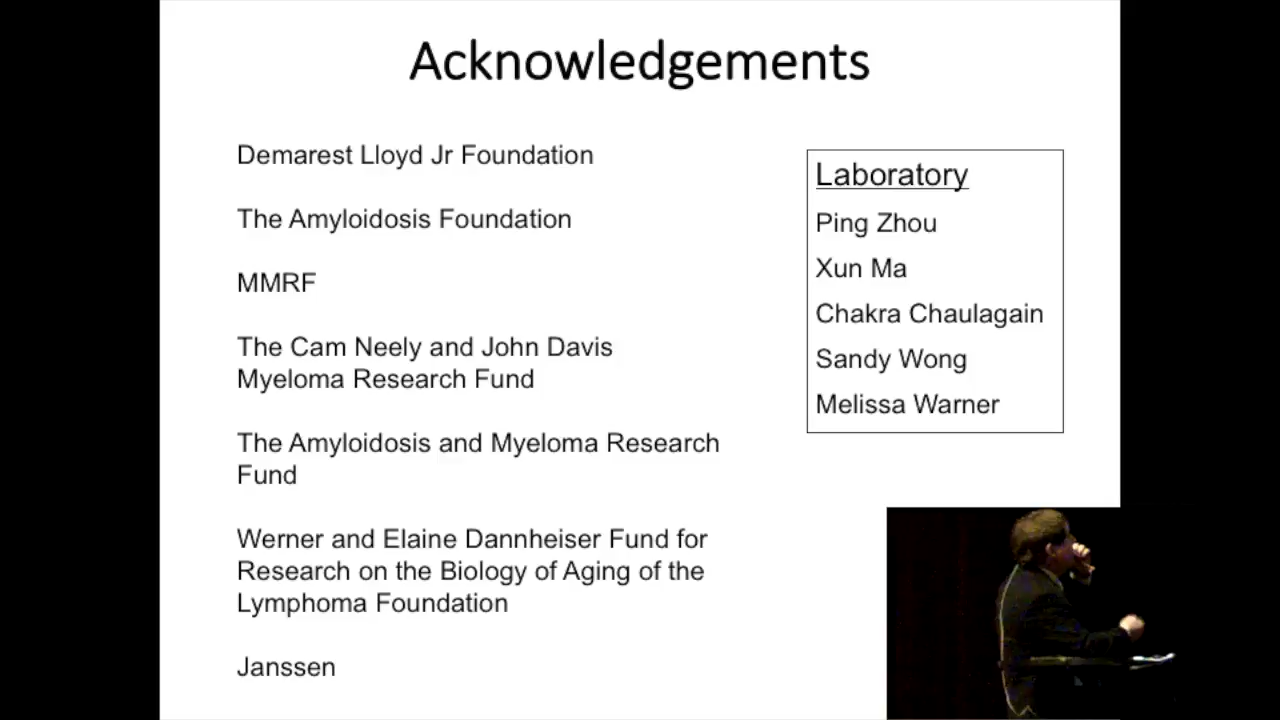 Acknowledgements
Demarest Lloyd Jr Foundation
The Amyloidosis Foundation
MMRF
The Cam Neely and John Davis
Myeloma Research Fund
The Amyloidosis and Myeloma Research
Fund
Werner and Elaine Dannheiser Fund for
Research on the Biology of Aging of the
Lymphoma Foundation
Janssen
Laboratory
Ping Zhou
Xun Ma
Chakra Chaulagain
Sandy Wong
Melissa Warner